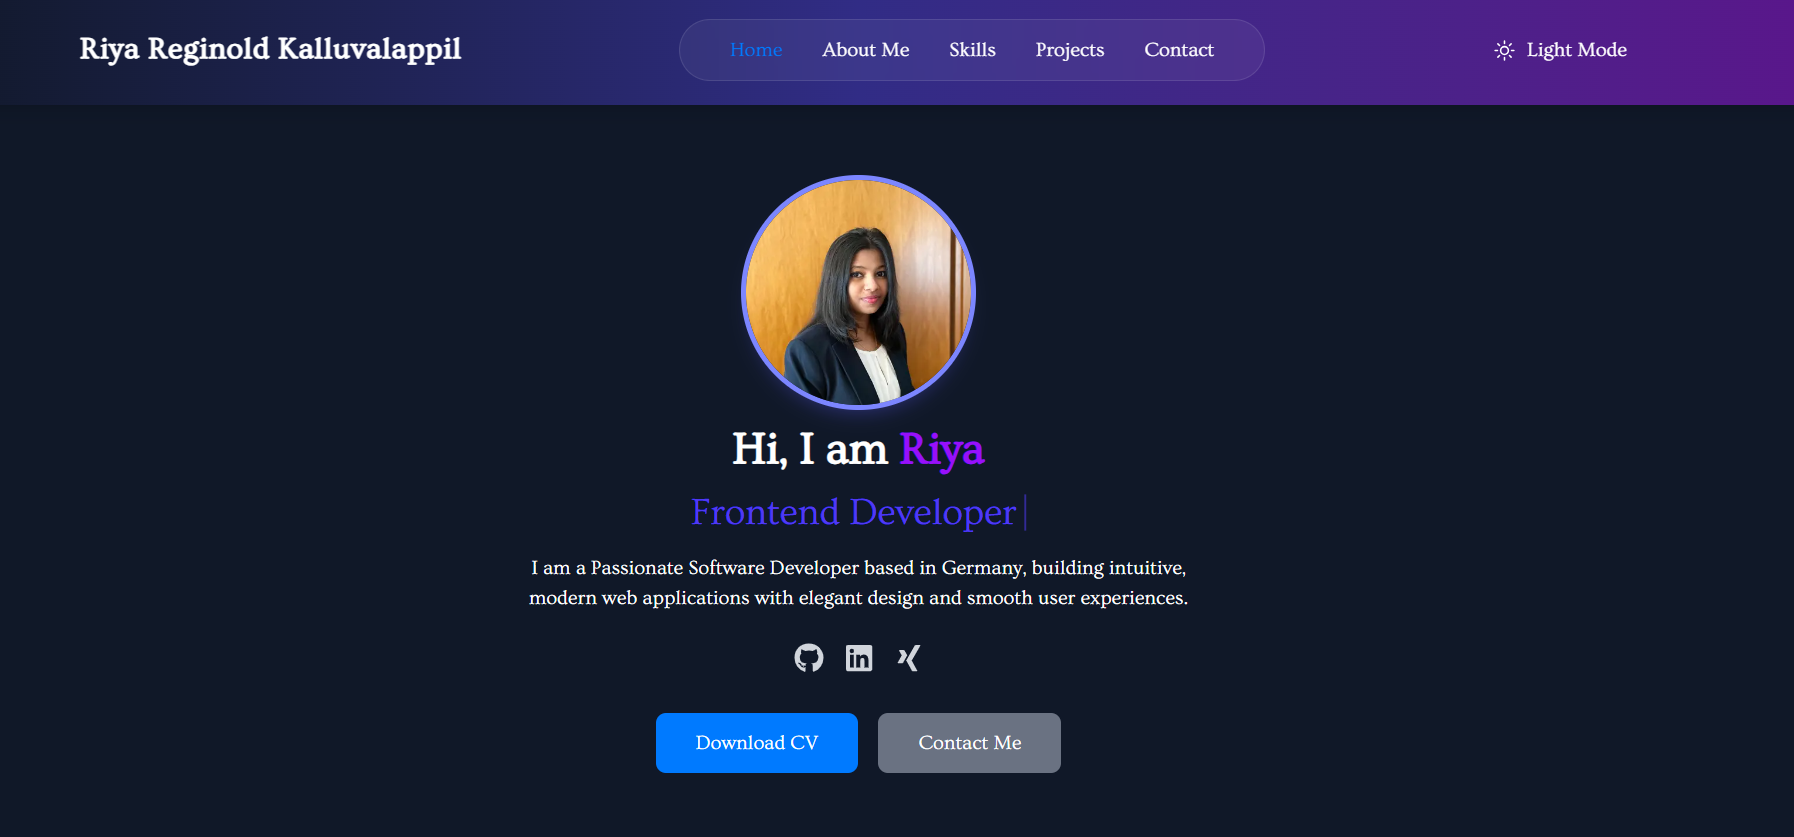 Riya Reginold Kalluvalappil
Home About Me Skills Projects Contact
Light Mode
Hi, I am Riya
Frontend Developer|
I am a Passionate Software Developer based in Germany, building intuitive,
modern web applications with elegant design and smooth user experiences.
in
Download CV Contact Me